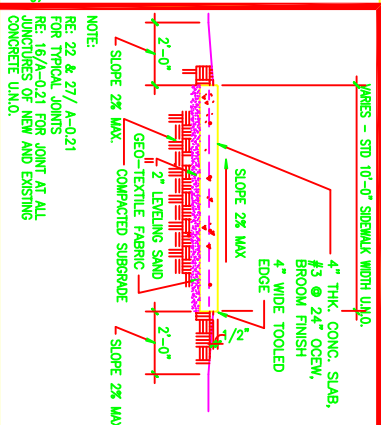 VARIES - STD 10'-0" SIDEWALK WIDTH U.N.O.
4" THK. CONC. SLAB,
#3 @ 24" OCEW,
BROOM FINISH
4" WIDE TOOLED
EDGE
SLOPE 2% MAX
1/2"
2'-0"
SLOPE 2% MAX.
2'-0"
SLOPE 2% MAX
2" LEVELING SAND
GEO-TEXTILE FABRIC
COMPACTED SUBGRADE
NOTE:
RE: 22 & 27// A-0.21
FOR TYPICAL JOINTS
RE: 16/A-0.21 FOR JOINT AT ALL
JUNCTURES OF NEW AND EXISTING
CONCRETE U.N.O.